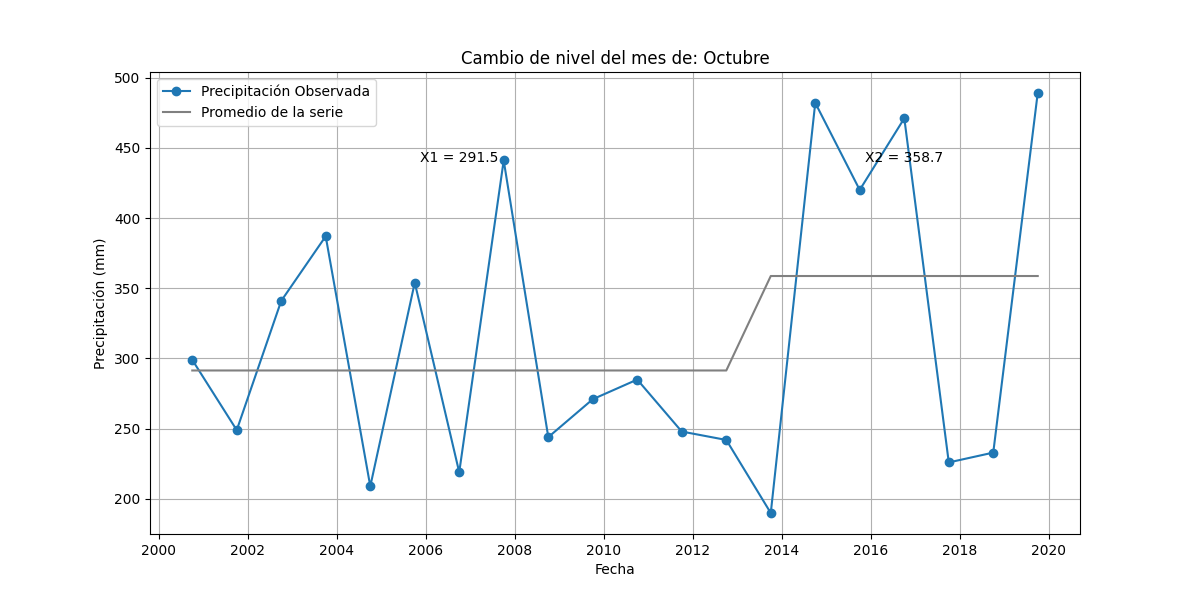 Cambio de nivel del mes de: Octubre
Precipitación Observada
Promedio de la serie
X1 = 291.5
X2 = 358.7
Precipitación (mm)
500
450
400
350
300
250
200
2000 2002 2004 2006 2008 2010 2012 2014 2016 2018 2020
Fecha